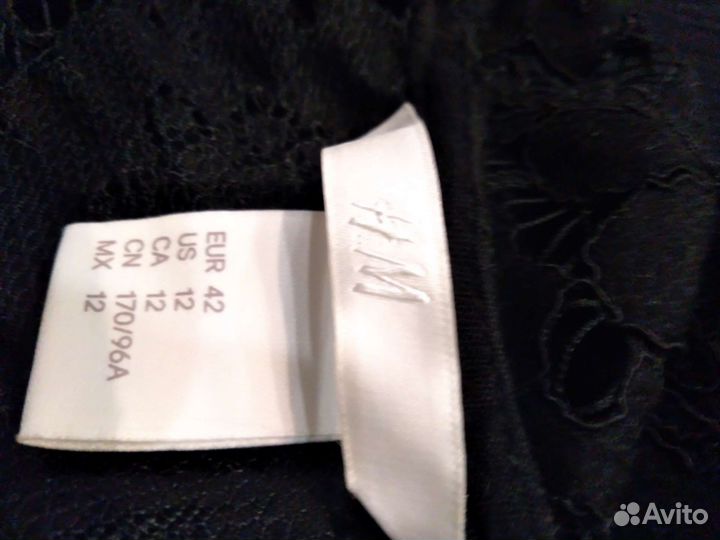 H&M
EUR 42
US 12
CA 12
CN 170/96A
MX 12
Avito